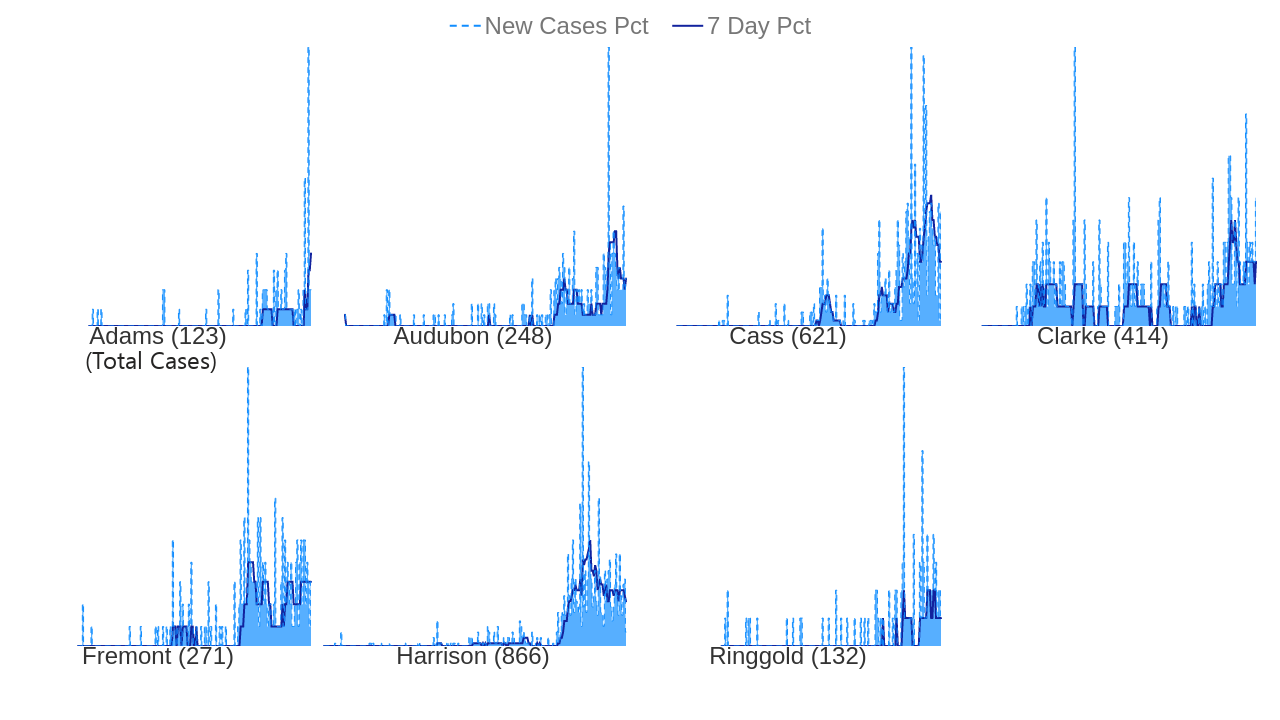 New Cases Pct 7 Day Pct
Adams (123) Audubon (248) Cass (621) Clarke (414)
(Total Cases)
Fremont (271) Harrison (866) Ringgold (132)